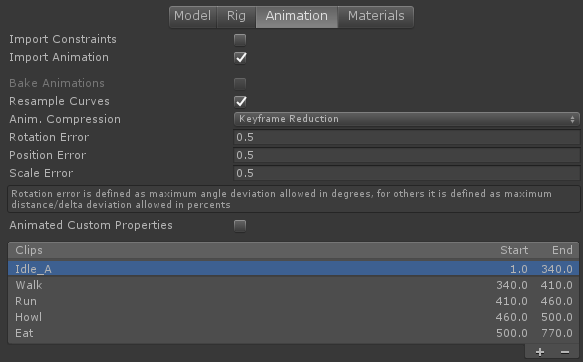 Model Rig Animation Materials
Import Constraints
Import Animation
Bake Animations
Resample Curves
Anim. Compression Keyframe Reduction
Rotation Error 0.5
Position Error 0.5
Scale Error 0.5
Rotation error is defined as maximum angle deviation allowed in degrees, for others it is defined as maximum
distance/delta deviation allowed in percents
Animated Custom Properties
Clips Start End
Idle_A 1.0 340.0
Walk 340.0 410.0
Run 410.0 460.0
Howl 460.0 500.0
Eat 500.0 770.0
+ −